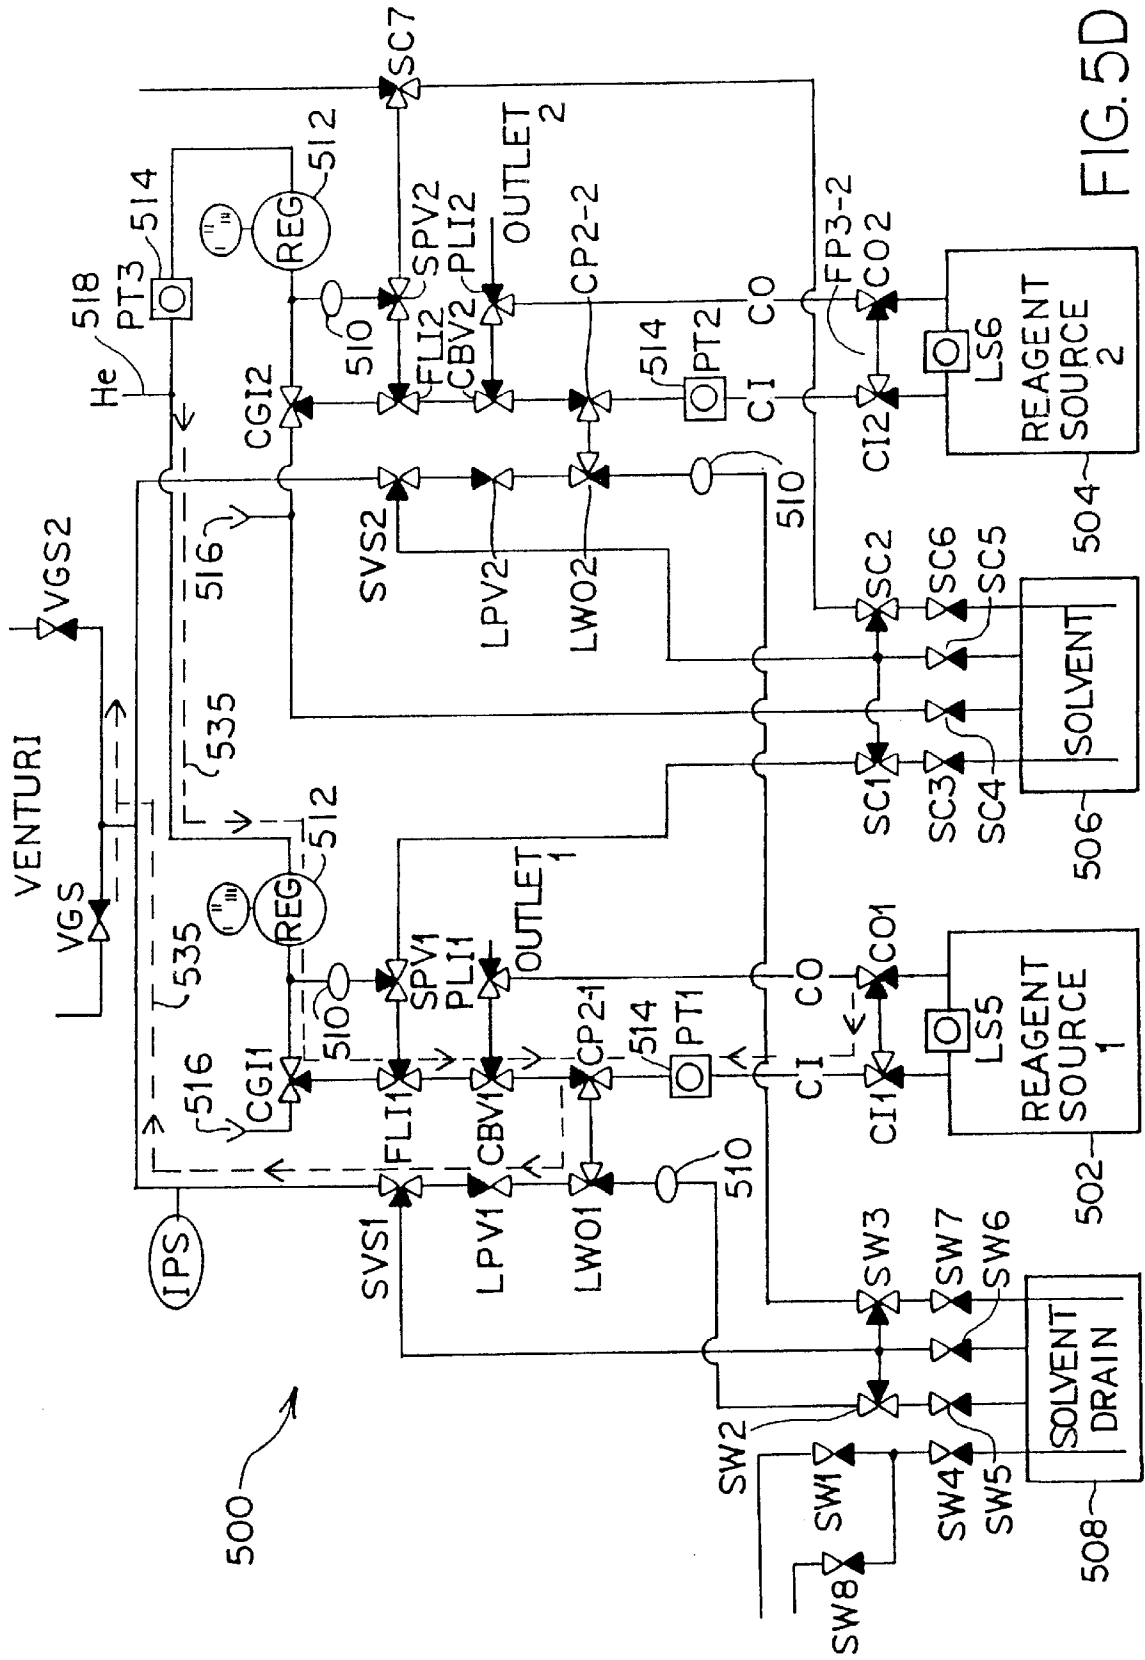 VENTURI
VGS
VGS2
535
535
He
518
PT3
514
516
516
CGI1
CGI2
REG
512
REG
512
510
510
IPS
SVS1
FLI1
SPV1
SVS2
FLI2
SPV2
SC7
LPV1
CBV1
PLI1
OUTLET
1
LPV2
CBV2
PLI2
OUTLET
2
LWO1
CP2-1
LWO2
CP2-2
510
514
PT1
510
514
PT2
CI
CO
CI
CO
500
SW8
SW1
SW2
SW3
SW4
SW5
SW7
SW6
CI1
CO1
SC1
SC2
SC3
SC4
SC6
SC5
CI2
FP3-2
CO2
LS5
LS6
508
SOLVENT
DRAIN
502
REAGENT
SOURCE
1
506
SOLVENT
504
REAGENT
SOURCE
2
FIG. 5D